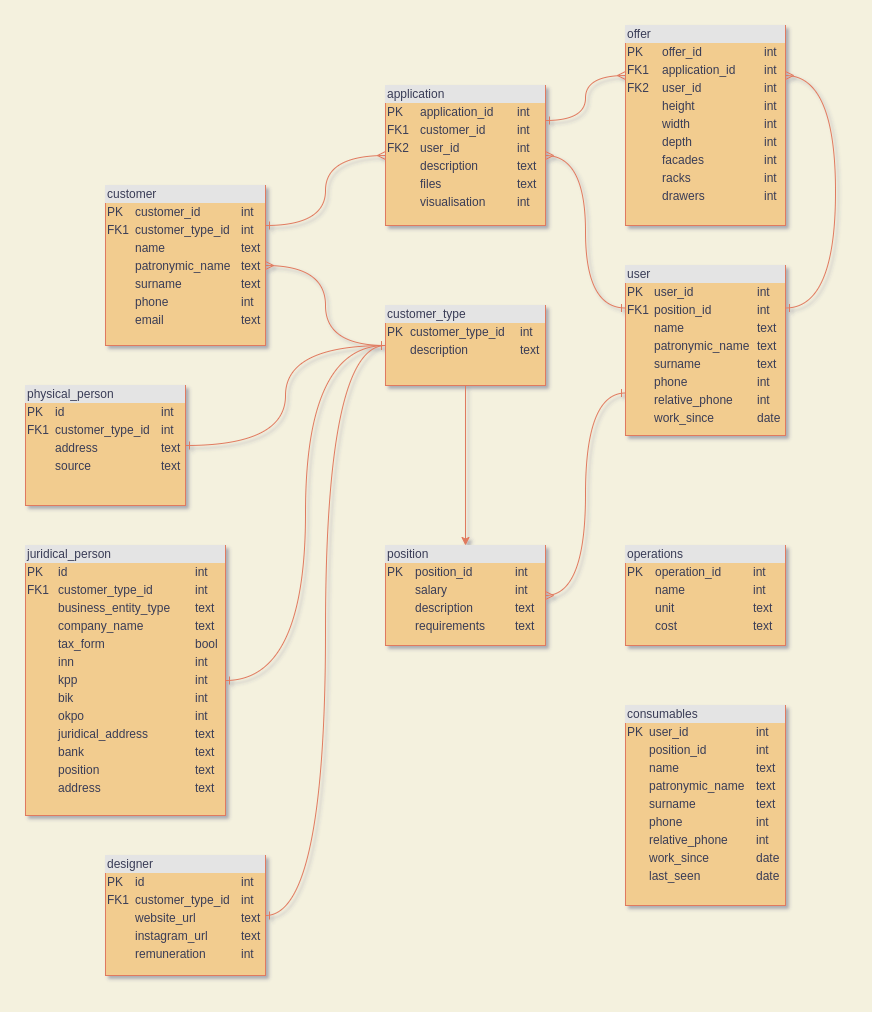 offer
PK offer_id int
FK1 application_id int
FK2 user_id int
height int
width int
depth int
facades int
racks int
drawers int
application
PK application_id int
FK1 customer_id int
FK2 user_id int
description text
files text
visualisation int
customer
PK customer_id int
FK1 customer_type_id int
name text
patronymic_name text
surname text
phone int
email text
user
PK user_id int
FK1 position_id int
name text
patronymic_name text
surname text
phone int
relative_phone int
work_since date
customer_type
PK customer_type_id int
description text
physical_person
PK id int
FK1 customer_type_id int
address text
source text
juridical_person
PK id int
FK1 customer_type_id int
business_entity_type text
company_name text
tax_form bool
inn int
kpp int
bik int
okpo int
juridical_address text
bank text
position text
address text
position
PK position_id int
salary int
description text
requirements text
operations
PK operation_id int
name int
unit text
cost text
consumables
PK user_id int
position_id int
name text
patronymic_name text
surname text
phone int
relative_phone int
work_since date
last_seen date
designer
PK id int
FK1 customer_type_id int
website_url text
instagram_url text
remuneration int